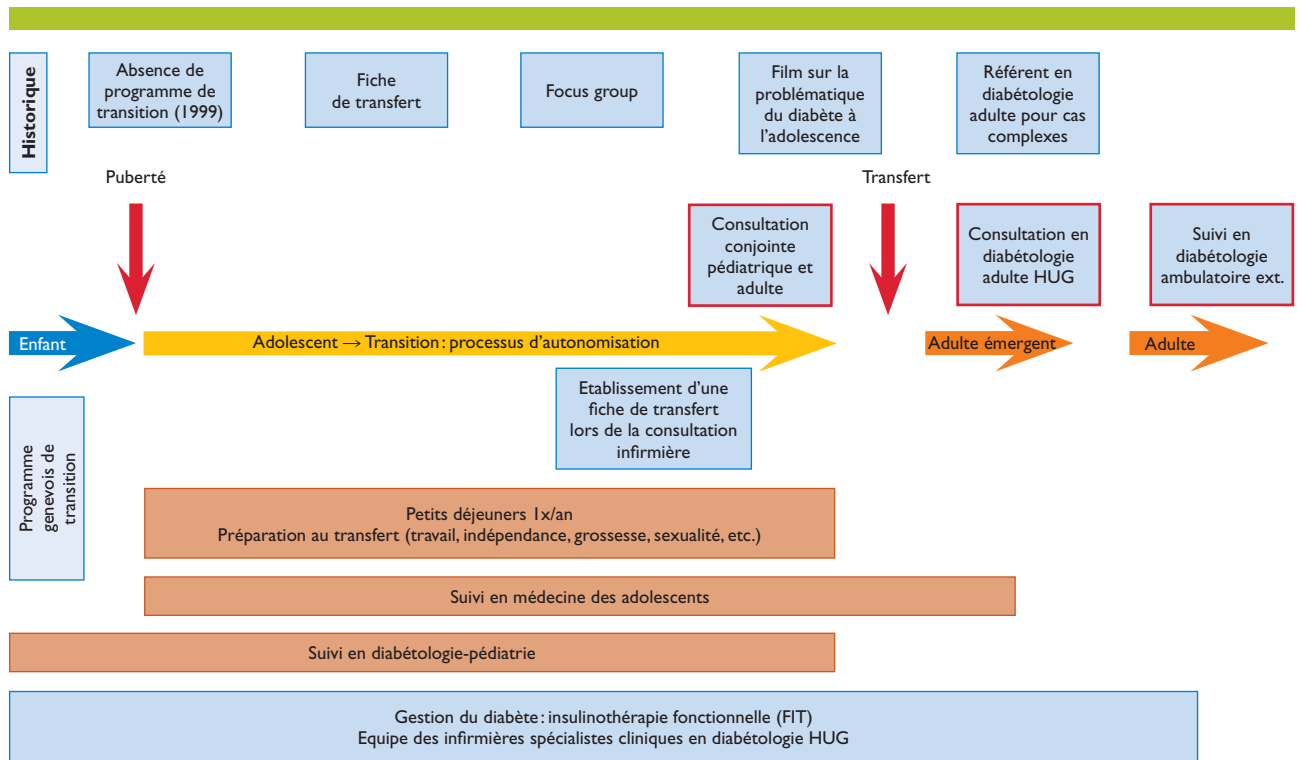 Historique
Absence de
programme de
transition (1999)
Fiche
de transfert
Focus group
Film sur la
problématique
du diabète à
l'adolescence
Référent en
diabétologie
adulte pour cas
complexes
Puberté
Transfert
Consultation
conjointe
pédiatrique et
adulte
Consultation en
diabétologie
adulte HUG
Suivi en
diabétologie
ambulatoire ext.
Enfant
Adolescent → Transition : processus d'autonomisation
Adulte émergent
Adulte
Programme
genevois de
transition
Etablissement d'une
fiche de transfert
lors de la consultation
infirmière
Petits déjeuners 1x/an
Préparation au transfert (travail, indépendance, grossesse, sexualité, etc.)
Suivi en médecine des adolescents
Suivi en diabétologie-pédiatrie
Gestion du diabète : insulinothérapie fonctionnelle (FIT)
Equipe des infirmières spécialistes cliniques en diabétologie HUG